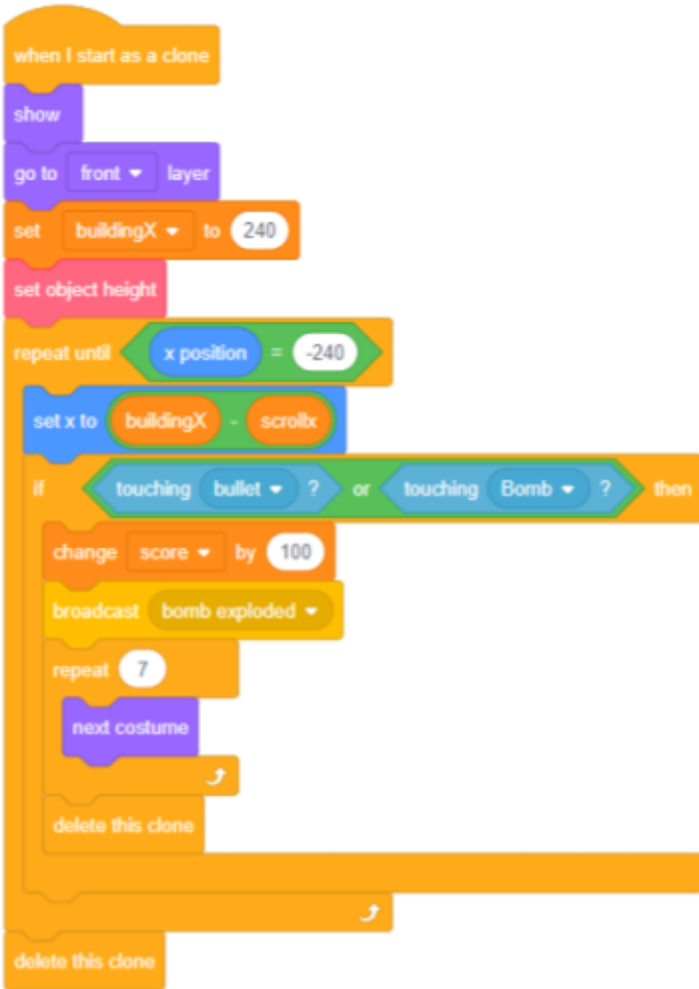 when I start as a clone
show
go to front layer
set buildingX to 240
set object height
repeat until x position = -240
set x to buildingX - scrollx
if touching bullet ? or touching Bomb ? then
change score by 100
broadcast bomb exploded
repeat 7
next costume
delete this clone
delete this clone